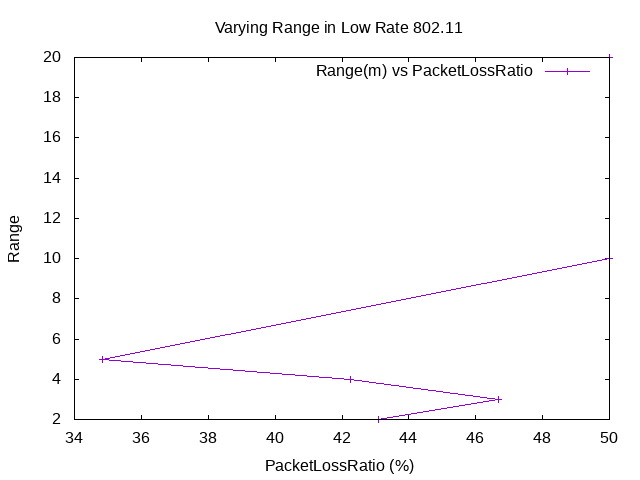 Varying Range in Low Rate 802.11
Range(m) vs PacketLossRatio
20
18
16
14
12
10
8
6
4
2
Range
34 36 38 40 42 44 46 48 50
PacketLossRatio (%)